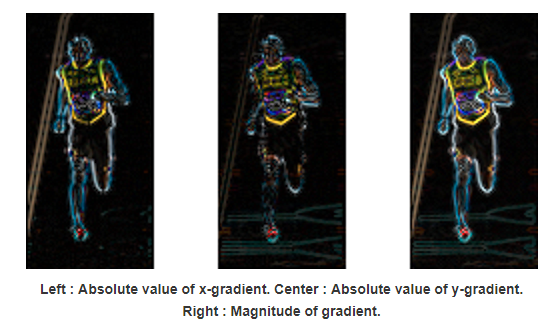 Left : Absolute value of x-gradient. Center : Absolute value of y-gradient.
Right : Magnitude of gradient.